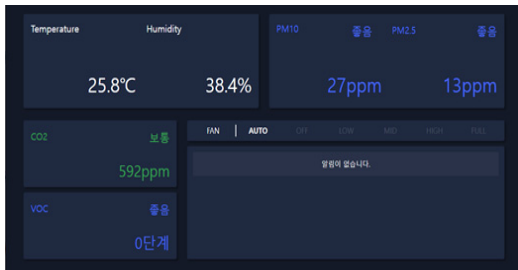 Temperature Humidity
25.8℃ 38.4%
PM10 좋음 PM2.5 좋음
27ppm 13ppm
CO2 보통
592ppm
VOC 좋음
0단계
FAN AUTO OFF LOW MID HIGH FULL
알림이 없습니다.